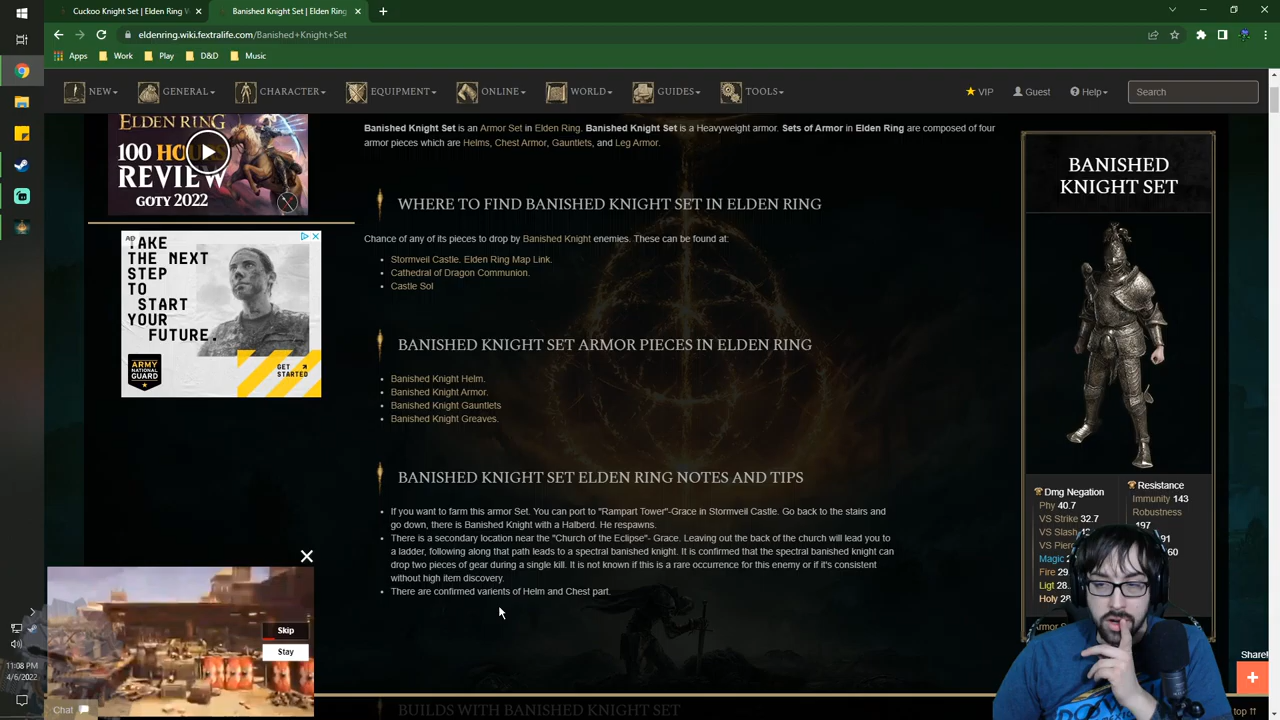 Cuckoo Knight Set | Elden Ring W
Banished Knight Set | Elden Ring
eldenring.wiki.fextralife.com/Banished+Knight+Set
Apps Work Play D&D Music
NEW GENERAL CHARACTER EQUIPMENT ONLINE WORLD GUIDES TOOLS VIP Guest Help Search
ELDEN RING
100 HO
REVIEW
GOTY 2022
Banished Knight Set is an Armor Set in Elden Ring. Banished Knight Set is a Heavyweight armor. Sets of Armor in Elden Ring are composed of four
armor pieces which are Helms, Chest Armor, Gauntlets, and Leg Armor.
WHERE TO FIND BANISHED KNIGHT SET IN ELDEN RING
Chance of any of its pieces to drop by Banished Knight enemies. These can be found at:
Stormveil Castle. Elden Ring Map Link.
Cathedral of Dragon Communion.
Castle Sol
BANISHED KNIGHT SET ARMOR PIECES IN ELDEN RING
Banished Knight Helm.
Banished Knight Armor.
Banished Knight Gauntlets
Banished Knight Greaves.
BANISHED KNIGHT SET ELDEN RING NOTES AND TIPS
If you want to farm this armor Set. You can port to "Rampart Tower"-Grace in Stormveil Castle. Go back to the stairs and
go down, there is Banished Knight with a Halberd. He respawns.
There is a secondary location near the "Church of the Eclipse"- Grace. Leaving out the back of the church will lead you to
a ladder, following along that path leads to a spectral banished knight. It is confirmed that the spectral banished knight can
drop two pieces of gear during a single kill. It is not known if this is a rare occurrence for this enemy or if it's consistent
without high item discovery.
There are confirmed varients of Helm and Chest part.
BUILDS WITH BANISHED KNIGHT SET
AD
TAKE
THE NEXT
STEP
TO
START
YOUR
FUTURE.
ARMY
NATIONAL
GUARD
GET
STARTED
Skip
Stay
Chat
BANISHED
KNIGHT SET
Dmg Negation
Phy 40.7
VS Strike 32.7
VS Slash
VS Pierc
Magic 2
Fire 29.
Ligt 28.
Holy 28
Resistance
Immunity 143
Robustness
197
91
60
Armor S
Share
top
11:08 PM
4/6/2022